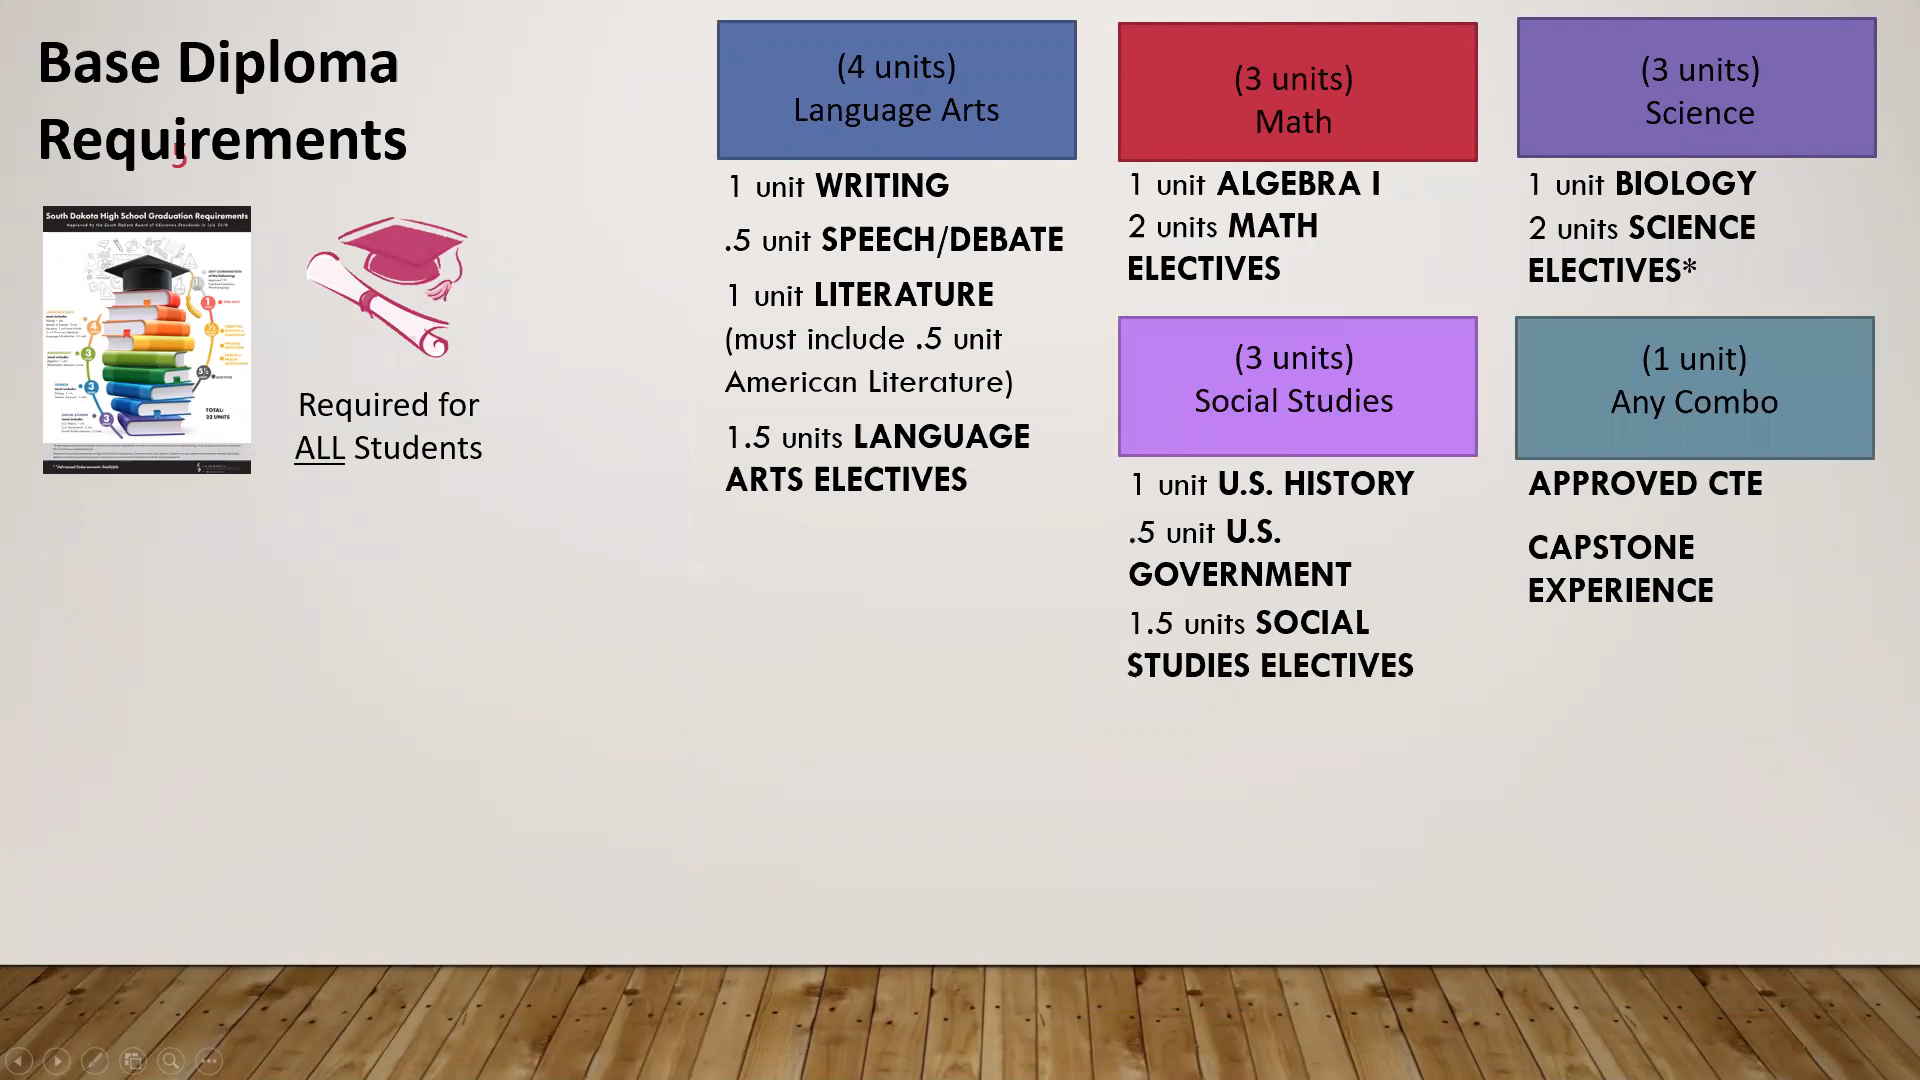 Base Diploma
Requirements
5
South Dakota High School Graduation Requirements
TOTAL:
22 UNITS
Required for
ALL Students
(4 units)
Language Arts
1 unit WRITING
.5 unit SPEECH/DEBATE
1 unit LITERATURE
(must include .5 unit
American Literature)
1.5 units LANGUAGE
ARTS ELECTIVES
(3 units)
Math
1 unit ALGEBRA I
2 units MATH
ELECTIVES
(3 units)
Science
1 unit BIOLOGY
2 units SCIENCE
ELECTIVES*
(3 units)
Social Studies
1 unit U.S. HISTORY
.5 unit U.S.
GOVERNMENT
1.5 units SOCIAL
STUDIES ELECTIVES
(1 unit)
Any Combo
APPROVED CTE
CAPSTONE
EXPERIENCE